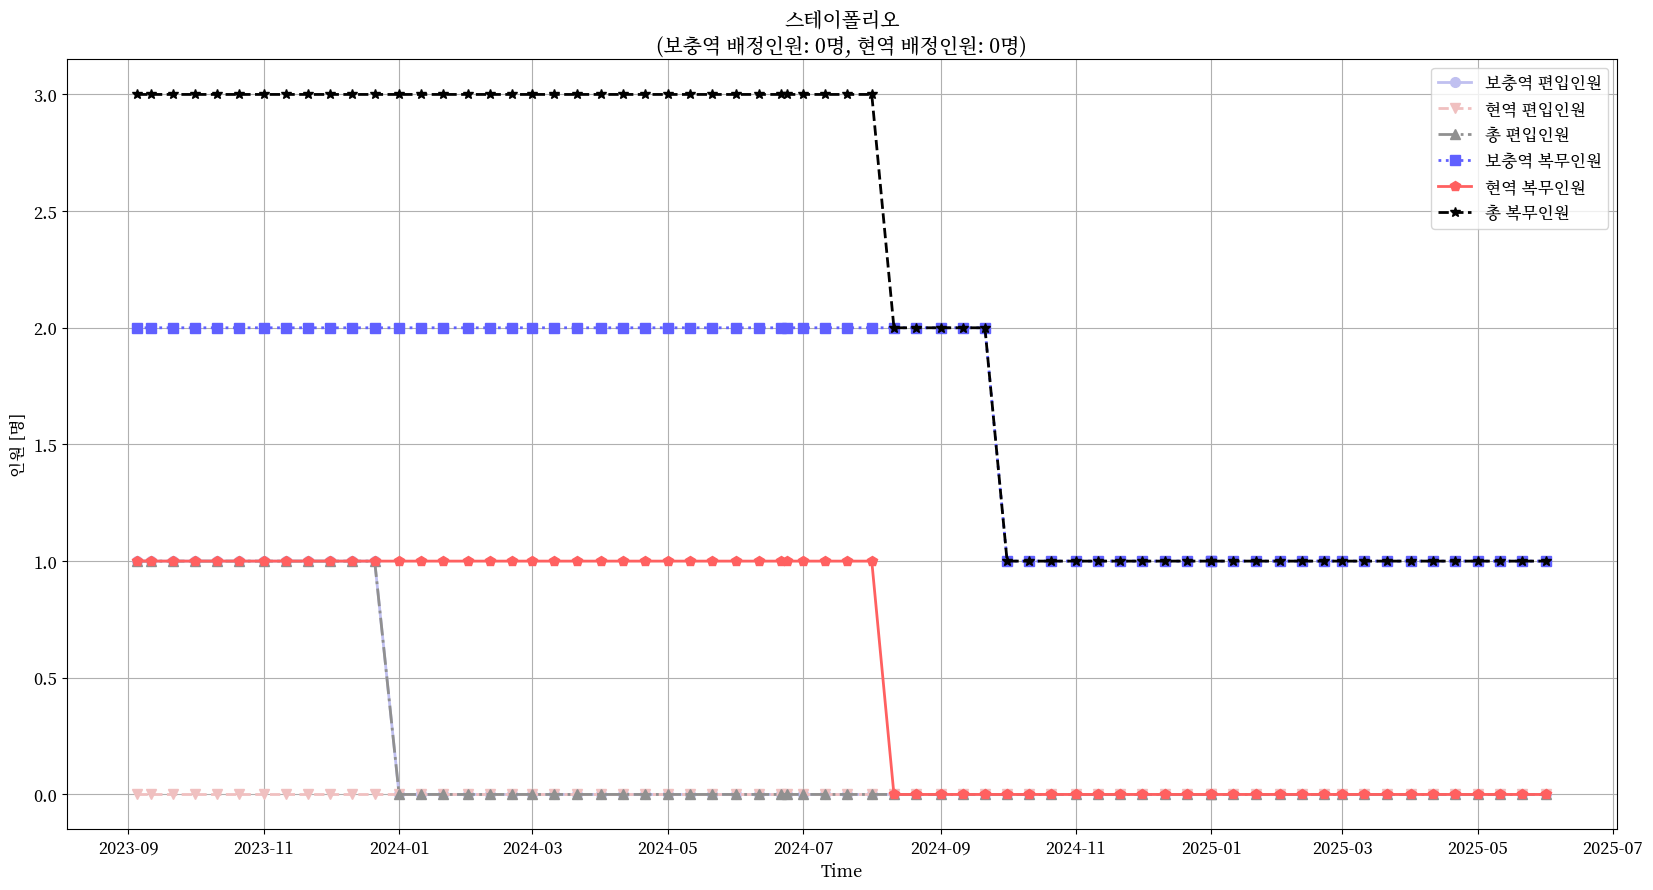 스테이폴리오
(보충역 배정인원: 0명, 현역 배정인원: 0명)
보충역 편입인원
현역 편입인원
총 편입인원
보충역 복무인원
현역 복무인원
총 복무인원
인원 [명]
3.0
2.5
2.0
1.5
1.0
0.5
0.0
2023-09
2023-11
2024-01
2024-03
2024-05
2024-07
2024-09
2024-11
2025-01
2025-03
2025-05
2025-07
Time